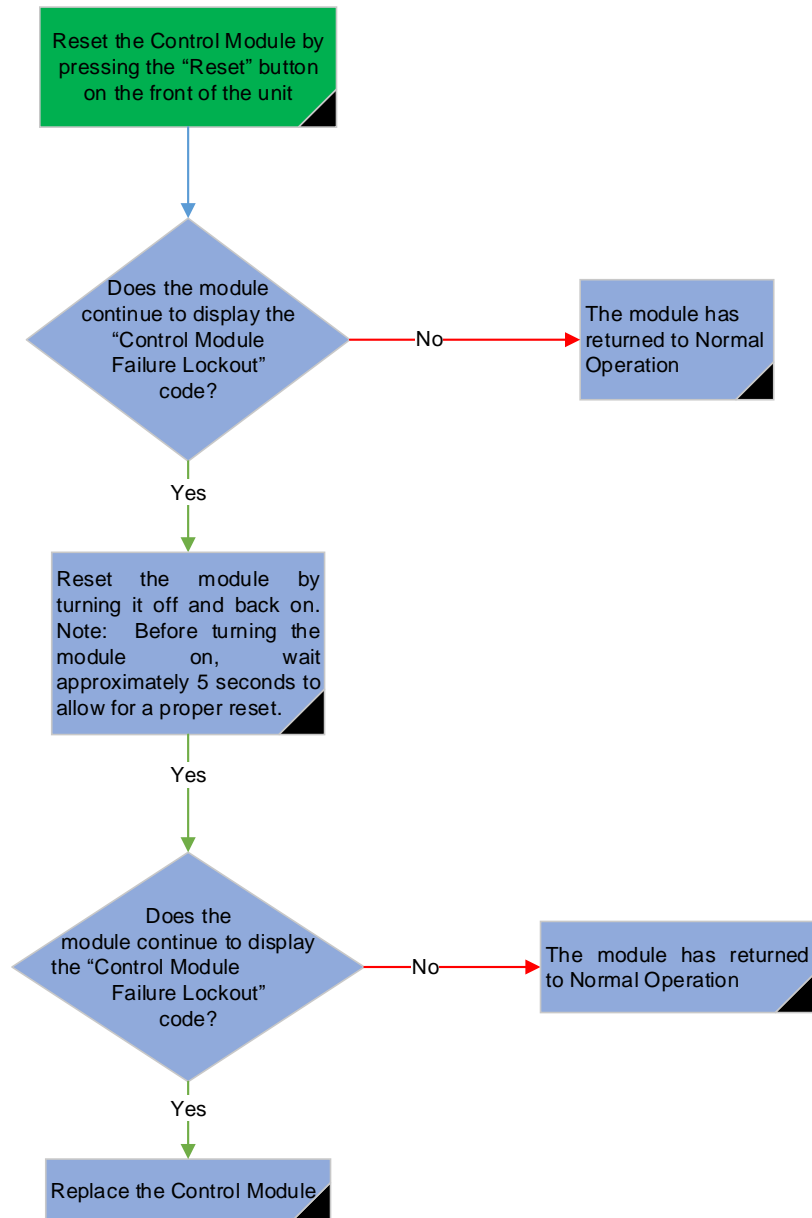 Reset the Control Module by
pressing the “Reset” button
on the front of the unit
Does the module
continue to display the
“Control Module
Failure Lockout”
code?
No
The module has
returned to Normal
Operation
Yes
Reset the module by
turning it off and back on.
Note: Before turning the
module on, wait
approximately 5 seconds to
allow for a proper reset.
Yes
Does the
module continue to display
the “Control Module
Failure Lockout”
code?
No
The module has returned
to Normal Operation
Yes
Replace the Control Module